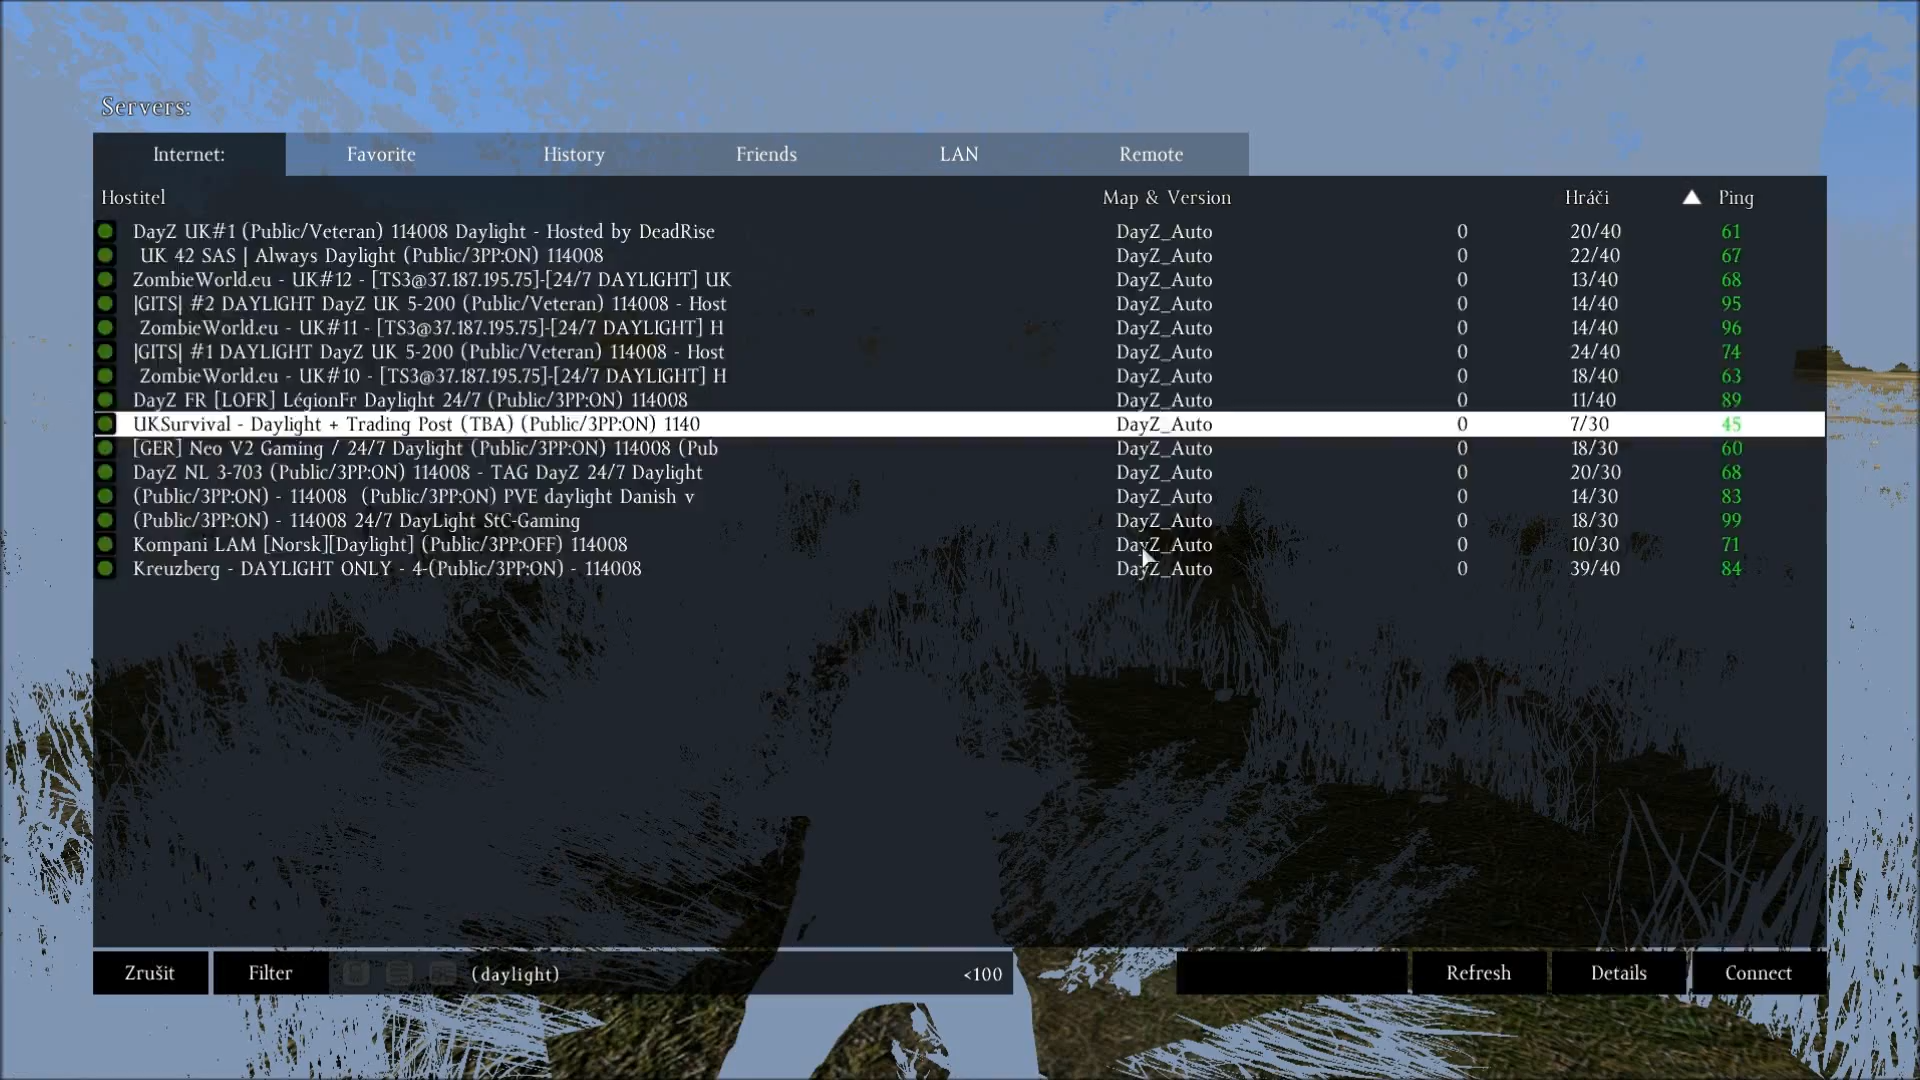 Servers:
Internet: Favorite History Friends LAN Remote
Hostitel Map & Version Hráči Ping
DayZ UK#1 (Public/Veteran) 114008 Daylight - Hosted by DeadRise DayZ_Auto 0 20/40 61
UK 42 SAS | Always Daylight (Public/3PP:ON) 114008 DayZ_Auto 0 22/40 67
ZombieWorld.eu - UK#12 - [TS3@37.187.195.75]-[24/7 DAYLIGHT] UK DayZ_Auto 0 13/40 68
|GITS| #2 DAYLIGHT DayZ UK 5-200 (Public/Veteran) 114008 - Host DayZ_Auto 0 14/40 95
ZombieWorld.eu - UK#11 - [TS3@37.187.195.75]-[24/7 DAYLIGHT] H DayZ_Auto 0 14/40 96
|GITS| #1 DAYLIGHT DayZ UK 5-200 (Public/Veteran) 114008 - Host DayZ_Auto 0 24/40 74
ZombieWorld.eu - UK#10 - [TS3@37.187.195.75]-[24/7 DAYLIGHT] H DayZ_Auto 0 18/40 63
DayZ FR [LOFR] LégionFr Daylight 24/7 (Public/3PP:ON) 114008 DayZ_Auto 0 11/40 89
UKSurvival - Daylight + Trading Post (TBA) (Public/3PP:ON) 1140 DayZ_Auto 0 7/30 45
[GER] Neo V2 Gaming / 24/7 Daylight (Public/3PP:ON) 114008 (Pub DayZ_Auto 0 18/30 60
DayZ NL 3-703 (Public/3PP:ON) 114008 - TAG DayZ 24/7 Daylight DayZ_Auto 0 20/30 68
(Public/3PP:ON) - 114008 (Public/3PP:ON) PVE daylight Danish v DayZ_Auto 0 14/30 83
(Public/3PP:ON) - 114008 24/7 DayLight StC-Gaming DayZ_Auto 0 18/30 99
Kompani LAM [Norsk][Daylight] (Public/3PP:OFF) 114008 DayZ_Auto 0 10/30 71
Kreuzberg - DAYLIGHT ONLY - 4-(Public/3PP:ON) - 114008 DayZ_Auto 0 39/40 84
Zrušit Filter (daylight) <100 Refresh Details Connect